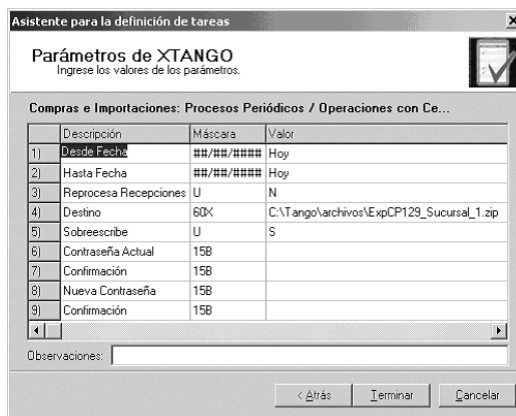 Asistente para la definición de tareas
Parámetros de XTANGO
Ingrese los valores de los parámetros.
Compras e Importaciones: Procesos Periódicos / Operaciones con Ce...
Descripción Máscara Valor
1) Desde Fecha ##/##/#### Hoy
2) Hasta Fecha ##/##/#### Hoy
3) Reprocesa Recepciones U N
4) Destino 60X C:\Tango\archivos\ExpCP129_Sucursal_1.zip
5) Sobreescribe U S
6) Contraseña Actual 15B
7) Confirmación 15B
8) Nueva Contraseña 15B
9) Confirmación 15B
Observaciones:
< Atrás Terminar Cancelar